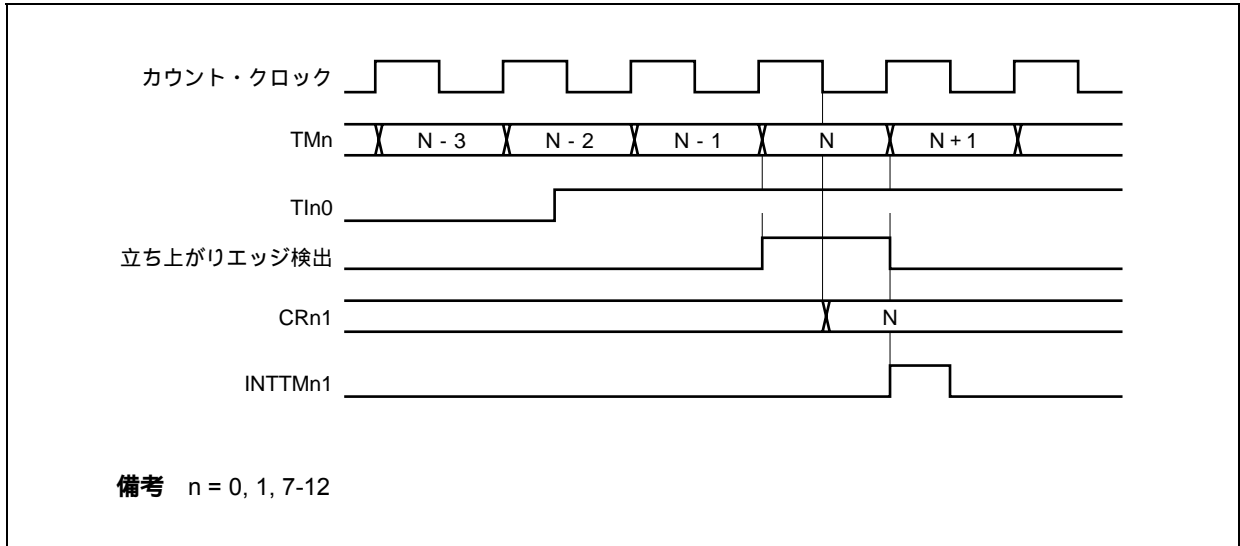 カウント・クロック
TMn N - 3 N - 2 N - 1 N N + 1
TIn0
立ち上がりエッジ検出
CRn1 N
INTTMn1
備考 n = 0, 1, 7-12